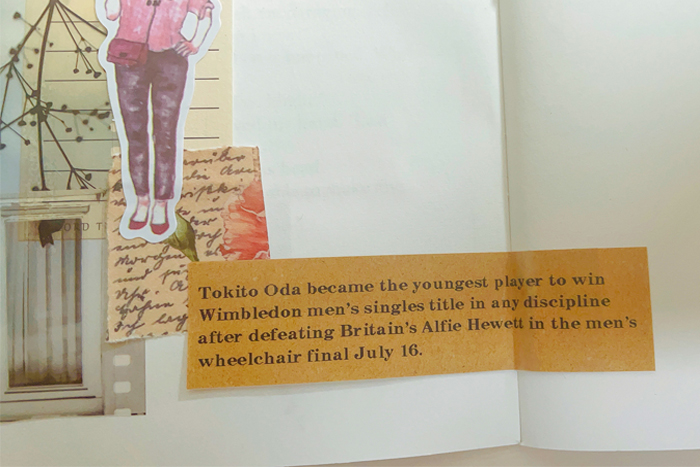 OLD T
Tokito Oda became the youngest player to win
Wimbledon men's singles title in any discipline
after defeating Britain's Alfie Hewett in the men's
wheelchair final July 16.